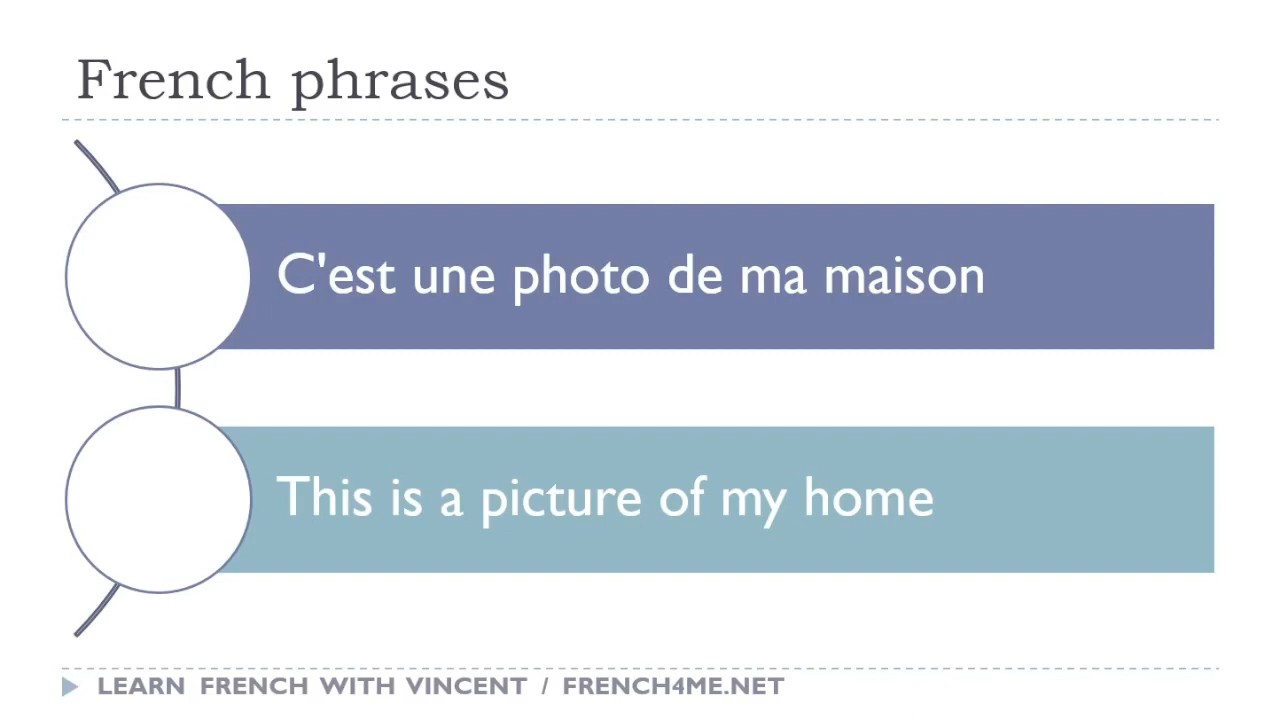 French phrases
C'est une photo de ma maison
This is a picture of my home
LEARN FRENCH WITH VINCENT / FRENCH4ME.NET